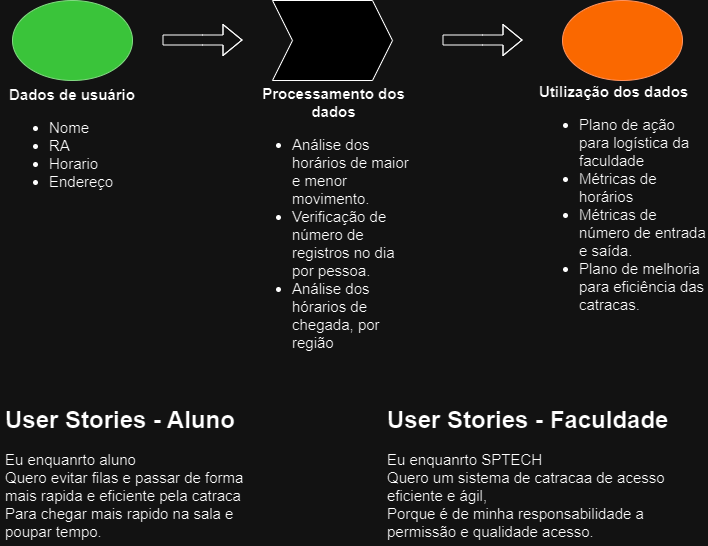 Dados de usuário
• Nome
• RA
• Horario
• Endereço
Processamento dos
dados
• Análise dos
horários de maior
e menor
movimento.
• Verificação de
número de
registros no dia
por pessoa.
• Análise dos
hórarios de
chegada, por
região
Utilização dos dados
• Plano de ação
para logística da
faculdade
• Métricas de
horários
• Métricas de
número de entrada
e saída.
• Plano de melhoria
para eficiência das
catracas.
User Stories - Aluno
Eu enquanrto aluno
Quero evitar filas e passar de forma
mais rapida e eficiente pela catraca
Para chegar mais rapido na sala e
poupar tempo.
User Stories - Faculdade
Eu enquanrto SPTECH
Quero um sistema de catracaa de acesso
eficiente e ágil,
Porque é de minha responsabilidade a
permissão e qualidade acesso.